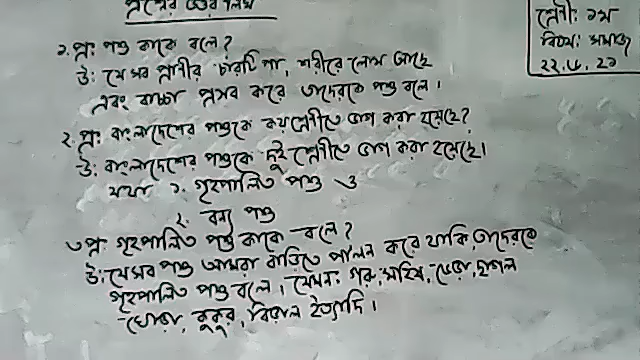 প্রশ্নের উত্তর লিখ
শ্রেণী: ১ম
বিষয়: সমাজ
২২.৬.২১
১. প্র: পশু কাকে বলে?
উ: যেসব প্রাণীর চারটি পা, শরীরে লোম আছে
এবং বাচ্চা প্রসব করে তাদেরকে পশু বলে।
২. প্র: বাংলাদেশের পশুকে কয়শ্রেণীতে ভাগ করা হয়েছে?
উ: বাংলাদেশের পশুকে দুই শ্রেণীতে ভাগ করা হয়েছে।
যথা ১. গৃহপালিত পশু ও
২. বন্য পশু
৩ প্র: গৃহপালিত পশু কাকে বলে?
উ: যেসব পশু আমরা বাড়িতে পালন করে থাকি, তাদেরকে
গৃহপালিত পশু বলে। যেমন: গরু, মহিষ, ভেড়া, ছাগল
ঘোড়া, কুকুর, বিড়াল ইত্যাদি।